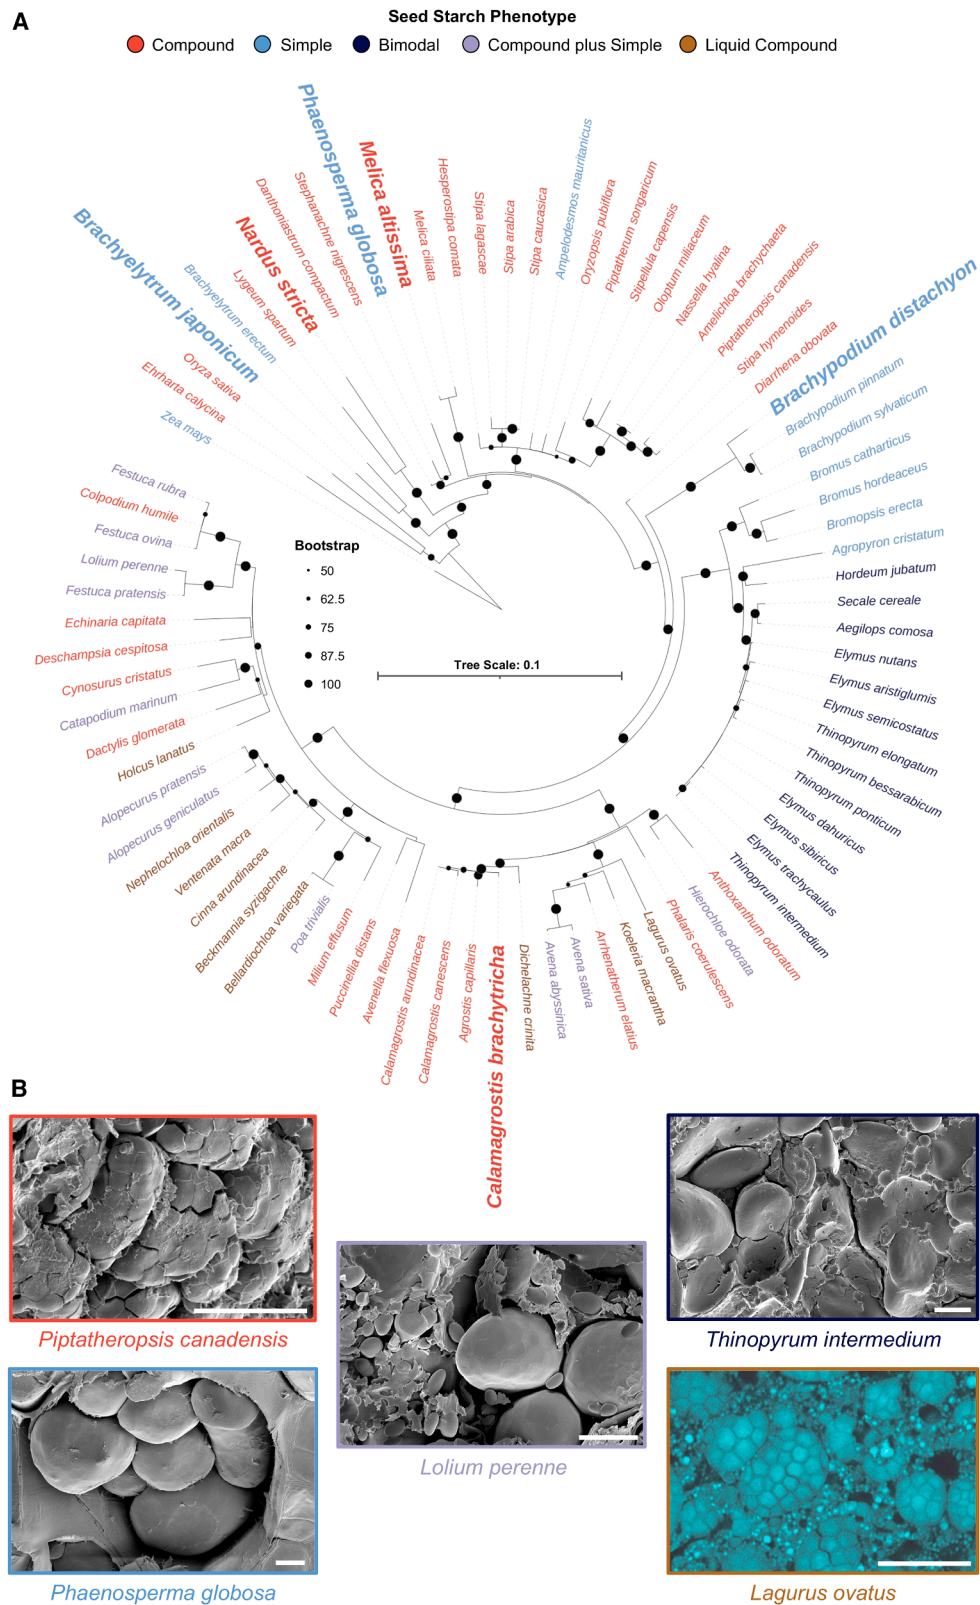 A
Seed Starch Phenotype
Compound
Simple
Bimodal
Compound plus Simple
Liquid Compound
Zea mays
Ehrharta calycina
Oryza sativa
Brachyelytrum japonicum
Brachyelytrum erectum
Lygeum spartum
Nardus stricta
Danthoniastrum compactum
Stephanachne nigrescens
Phaenosperma globosa
Melica altissima
Melica ciliata
Hesperostipa comata
Stipa lagascae
Stipa arabica
Stipa caucasica
Ampelodesmos mauritanicus
Oryzopsis pubiflora
Piptatherum songaricum
Stipellula capensis
Oloptum miliaceum
Nassella hyalina
Amelichloa brachychaeta
Piptatheropsis canadensis
Stipa hymenoides
Diarrhena obovata
Brachypodium distachyon
Brachypodium pinnatum
Brachypodium sylvaticum
Bromus catharticus
Bromus hordeaceus
Bromopsis erecta
Agropyron cristatum
Hordeum jubatum
Secale cereale
Aegilops comosa
Elymus nutans
Elymus aristiglumis
Elymus semicostatus
Thinopyrum elongatum
Thinopyrum bessarabicum
Thinopyrum ponticum
Elymus dahuricus
Elymus sibiricus
Elymus trachycaulus
Thinopyrum intermedium
Anthoxanthum odoratum
Hierochloe odorata
Phalaris coerulescens
Lagurus ovatus
Koeleria macrantha
Arrhenatherum elatius
Avena sativa
Avena abyssinica
Dichelachne crinita
Calamagrostis brachytricha
Agrostis capillaris
Calamagrostis canescens
Calamagrostis arundinacea
Avenella flexuosa
Puccinellia distans
Milium effusum
Poa trivialis
Bellardiochloa variegata
Beckmannia syzigachne
Cinna arundinacea
Ventenata macra
Nephelochloa orientalis
Alopecurus geniculatus
Alopecurus pratensis
Holcus lanatus
Dactylis glomerata
Catapodium marinum
Cynosurus cristatus
Deschampsia cespitosa
Echinaria capitata
Festuca pratensis
Lolium perenne
Festuca ovina
Colpodium humile
Festuca rubra
Bootstrap
50
62.5
75
87.5
100
Tree Scale: 0.1
B
Piptatheropsis canadensis
Thinopyrum intermedium
Lolium perenne
Phaenosperma globosa
Lagurus ovatus